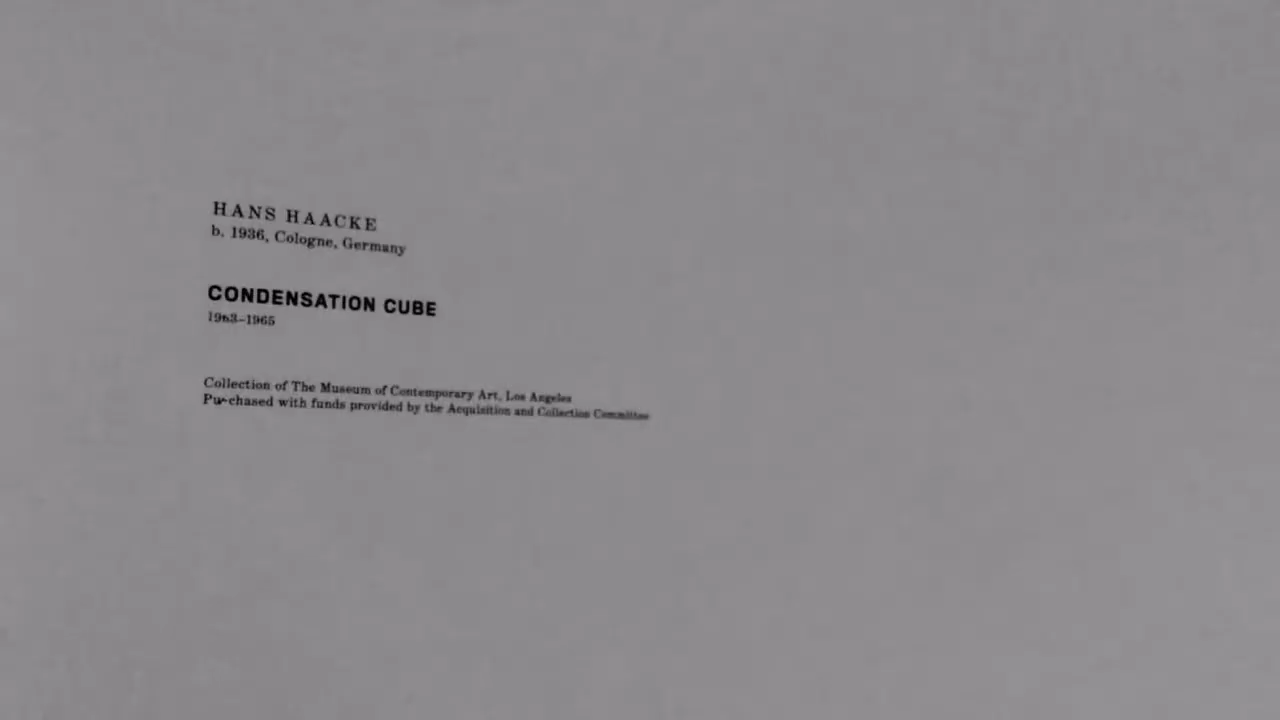 HANS HAACKE
b. 1936, Cologne, Germany
CONDENSATION CUBE
1963–1965
Collection of The Museum of Contemporary Art, Los Angeles
Purchased with funds provided by the Acquisition and Collection Committee